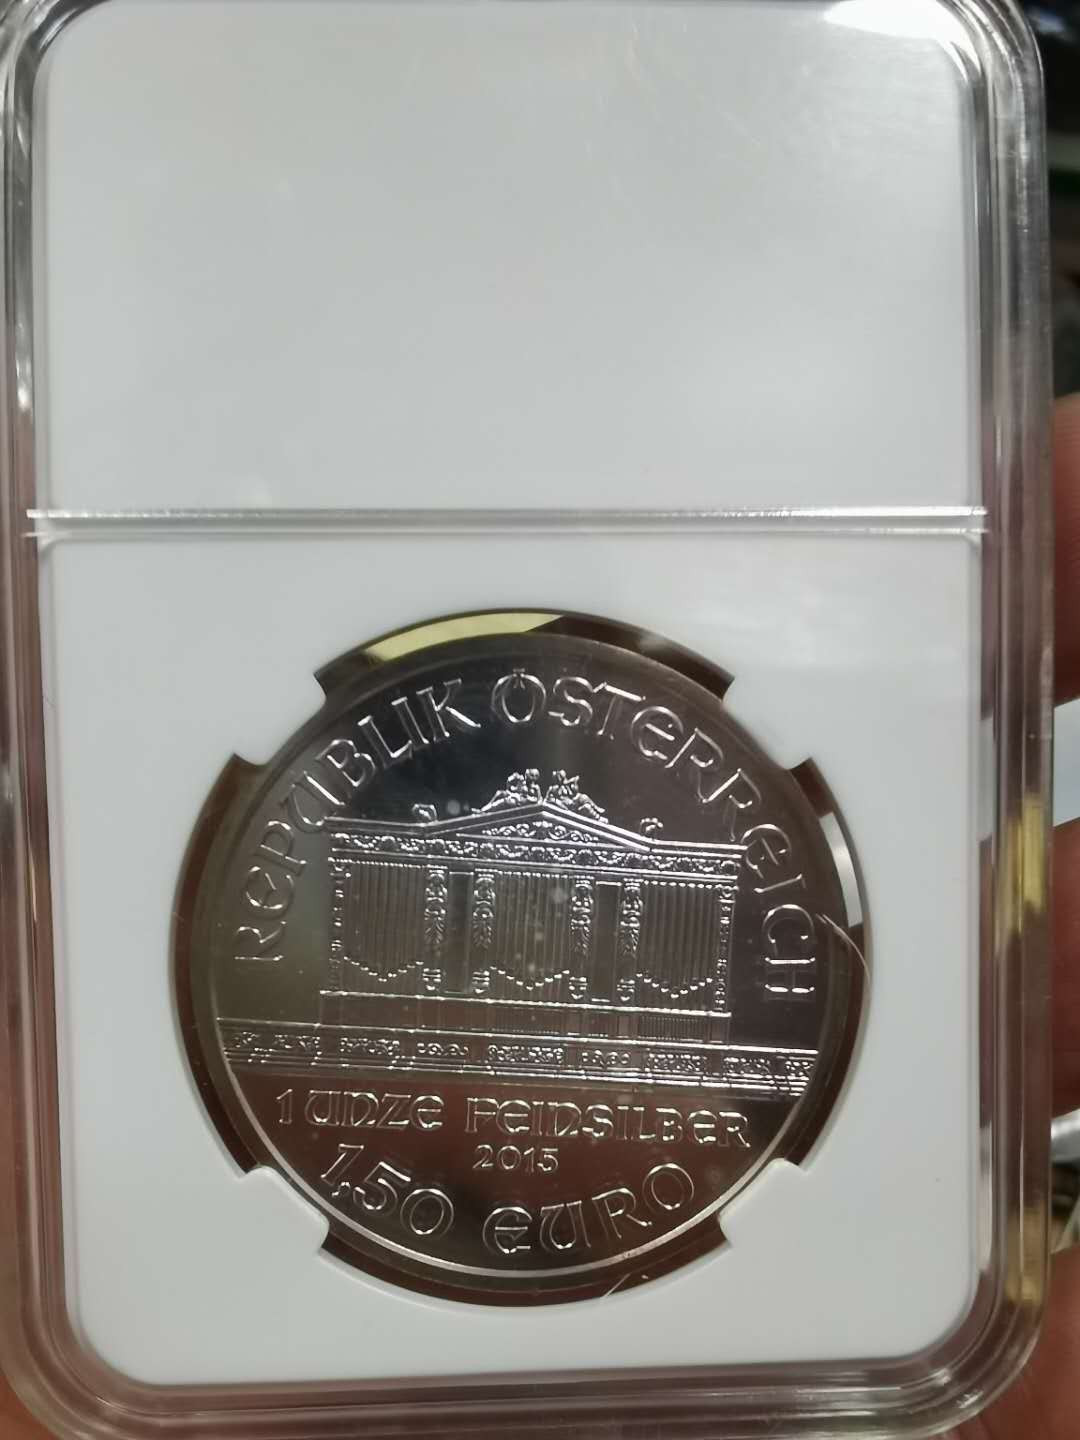 REPUBLIK ÖSTERREICH
1 UNZE FEINSILBER
2015
1,50 EURO